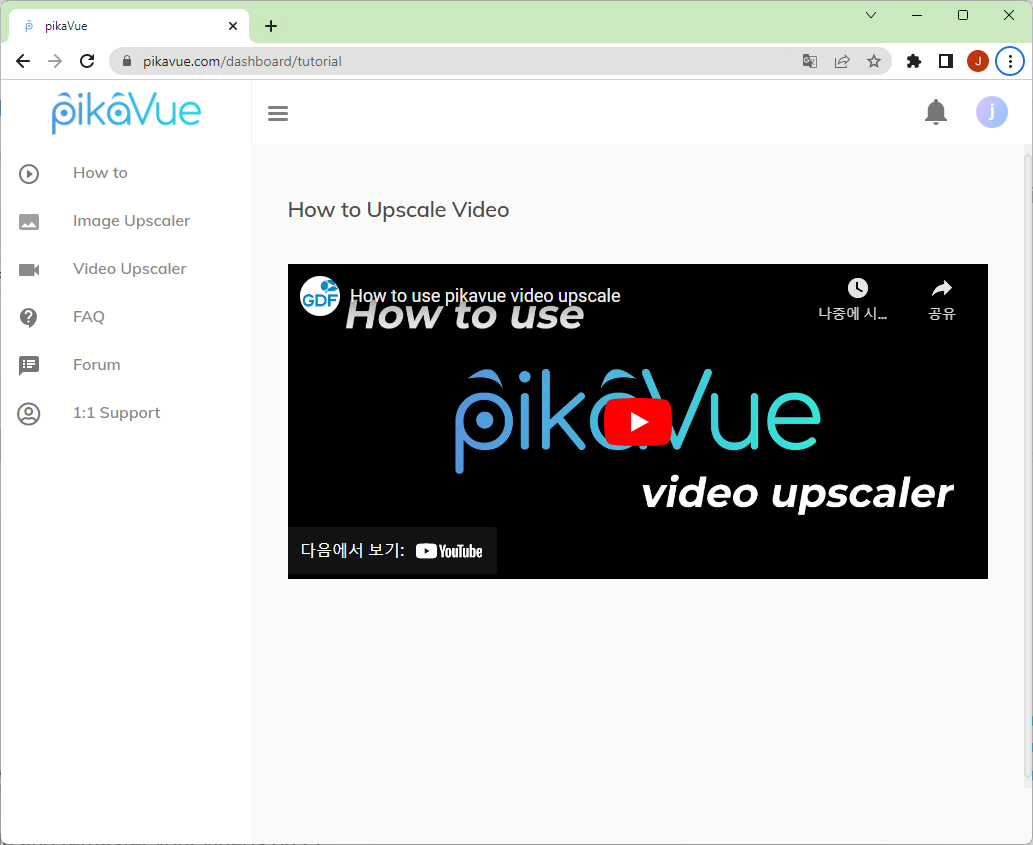 pikaVue
pikavue.com/dashboard/tutorial
J
pikaVue
j
How to
Image Upscaler
Video Upscaler
FAQ
Forum
1:1 Support
How to Upscale Video
GDF
How to use pikavue video upscale
나중에 시...
공유
How to use
pikaVue
video upscaler
다음에서 보기: YouTube